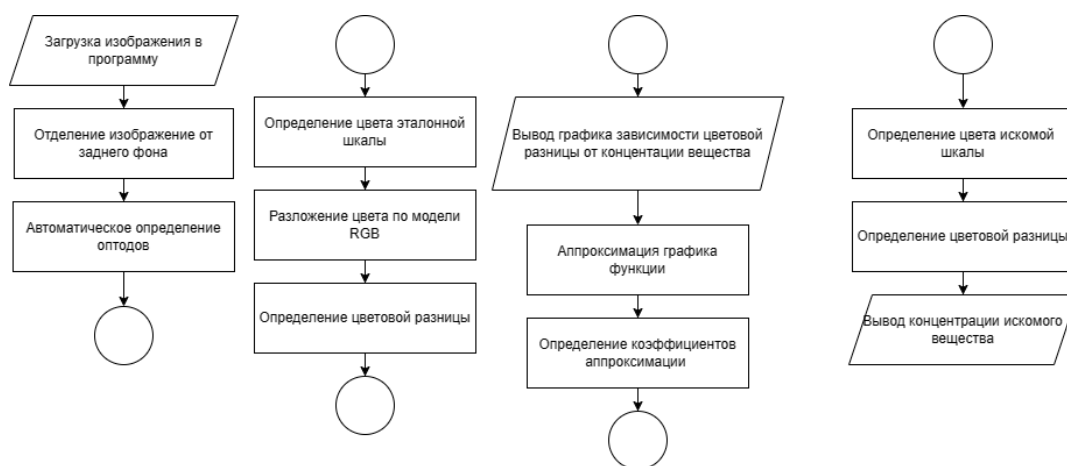 Загрузка изображения в
программу
Отделение изображение от
заднего фона
Автоматическое определение
оптодов
Определение цвета эталонной
шкалы
Разложение цвета по модели
RGB
Определение цветовой разницы
Вывод графика зависимости цветовой
разницы от концентации вещества
Аппроксимация графика
функции
Определение коэффициентов
аппроксимации
Определение цвета искомой
шкалы
Определение цветовой разницы
Вывод концентрации искомого
вещества